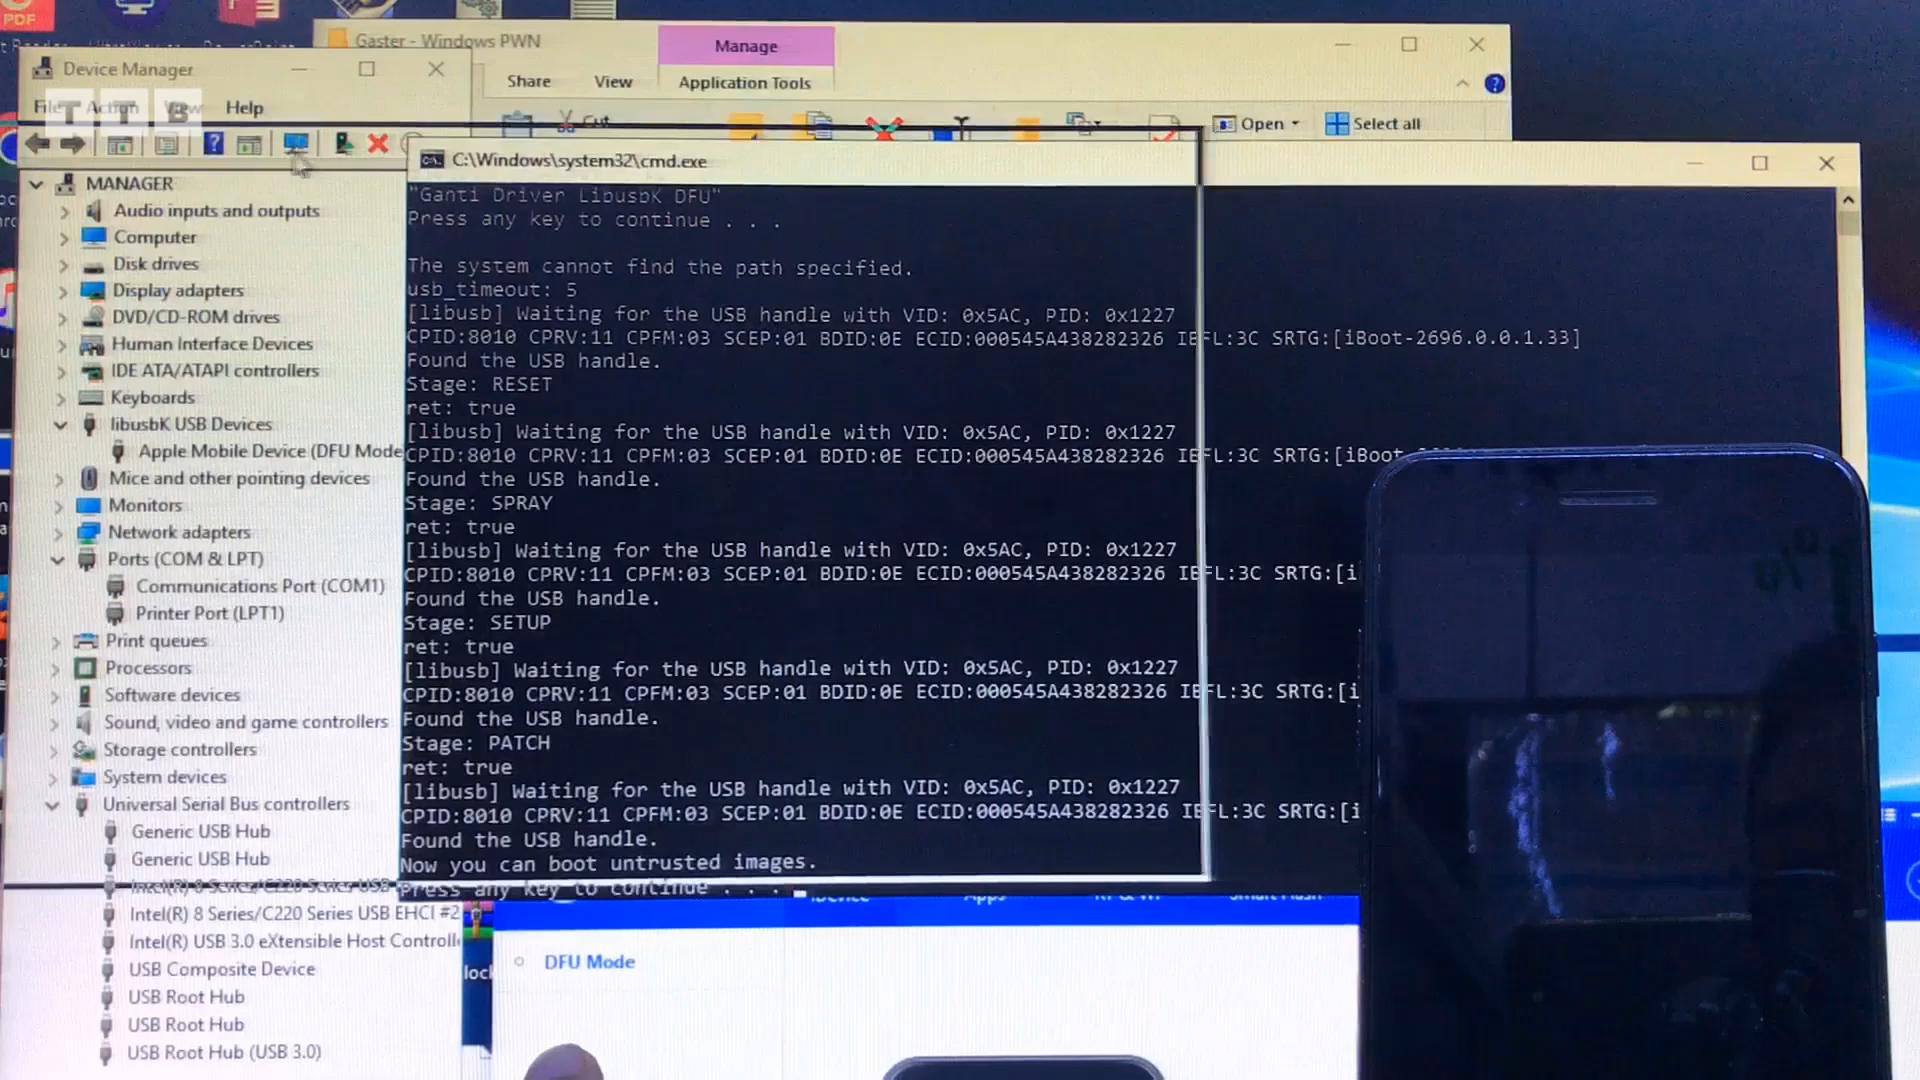 PDF
Gaster - Windows PWN
Manage
Share
View
Application Tools
Cut
Open
Select all
Device Manager
File Action View Help
TTB
MANAGER
Audio inputs and outputs
Computer
Disk drives
Display adapters
DVD/CD-ROM drives
Human Interface Devices
IDE ATA/ATAPI controllers
Keyboards
libusbK USB Devices
Apple Mobile Device (DFU Mode
Mice and other pointing devices
Monitors
Network adapters
Ports (COM & LPT)
Communications Port (COM1)
Printer Port (LPT1)
Print queues
Processors
Software devices
Sound, video and game controllers
Storage controllers
System devices
Universal Serial Bus controllers
Generic USB Hub
Generic USB Hub
Intel(R) 8 Series/C220 Series USB
Intel(R) 8 Series/C220 Series USB EHCI #2
Intel(R) USB 3.0 eXtensible Host Controll
USB Composite Device
USB Root Hub
USB Root Hub
USB Root Hub (USB 3.0)
C:\Windows\system32\cmd.exe
"Ganti Driver LibusbK DFU"
Press any key to continue . . .
The system cannot find the path specified.
usb_timeout: 5
[libusb] Waiting for the USB handle with VID: 0x5AC, PID: 0x1227
CPID:8010 CPRV:11 CPFM:03 SCEP:01 BDID:0E ECID:000545A438282326 IBFL:3C SRTG:[iBoot-2696.0.0.1.33]
Found the USB handle.
Stage: RESET
ret: true
[libusb] Waiting for the USB handle with VID: 0x5AC, PID: 0x1227
CPID:8010 CPRV:11 CPFM:03 SCEP:01 BDID:0E ECID:000545A438282326 IBFL:3C SRTG:[iBoot
Found the USB handle.
Stage: SPRAY
ret: true
[libusb] Waiting for the USB handle with VID: 0x5AC, PID: 0x1227
CPID:8010 CPRV:11 CPFM:03 SCEP:01 BDID:0E ECID:000545A438282326 IBFL:3C SRTG:[i
Found the USB handle.
Stage: SETUP
ret: true
[libusb] Waiting for the USB handle with VID: 0x5AC, PID: 0x1227
CPID:8010 CPRV:11 CPFM:03 SCEP:01 BDID:0E ECID:000545A438282326 IBFL:3C SRTG:[i
Found the USB handle.
Stage: PATCH
ret: true
[libusb] Waiting for the USB handle with VID: 0x5AC, PID: 0x1227
CPID:8010 CPRV:11 CPFM:03 SCEP:01 BDID:0E ECID:000545A438282326 IBFL:3C SRTG:[i
Found the USB handle.
Now you can boot untrusted images.
Press any key to continue . . .
iDevice
Apps
Smart Flash
DFU Mode